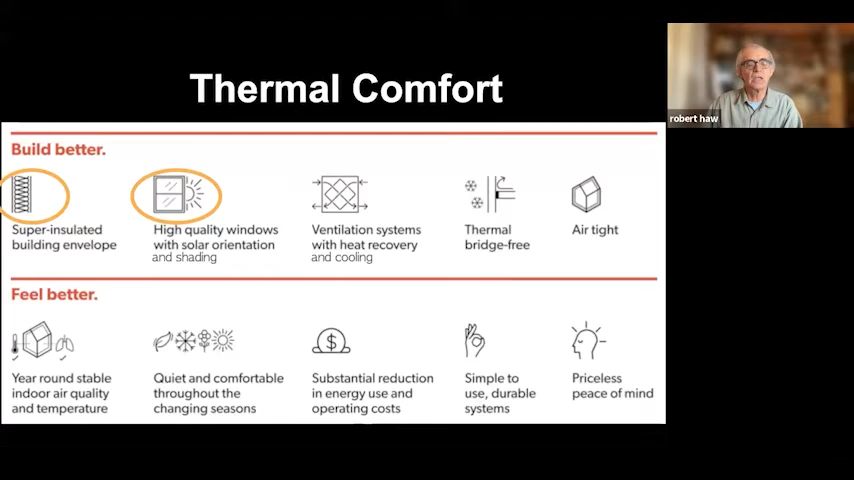 Thermal Comfort
robert haw
Build better.
Super-insulated
building envelope
High quality windows
with solar orientation
and shading
Ventilation systems
with heat recovery
and cooling
Thermal
bridge-free
Air tight
Feel better.
$
Year round stable
indoor air quality
and temperature
Quiet and comfortable
throughout the
changing seasons
Substantial reduction
in energy use and
operating costs
Simple to
use, durable
systems
Priceless
peace of mind